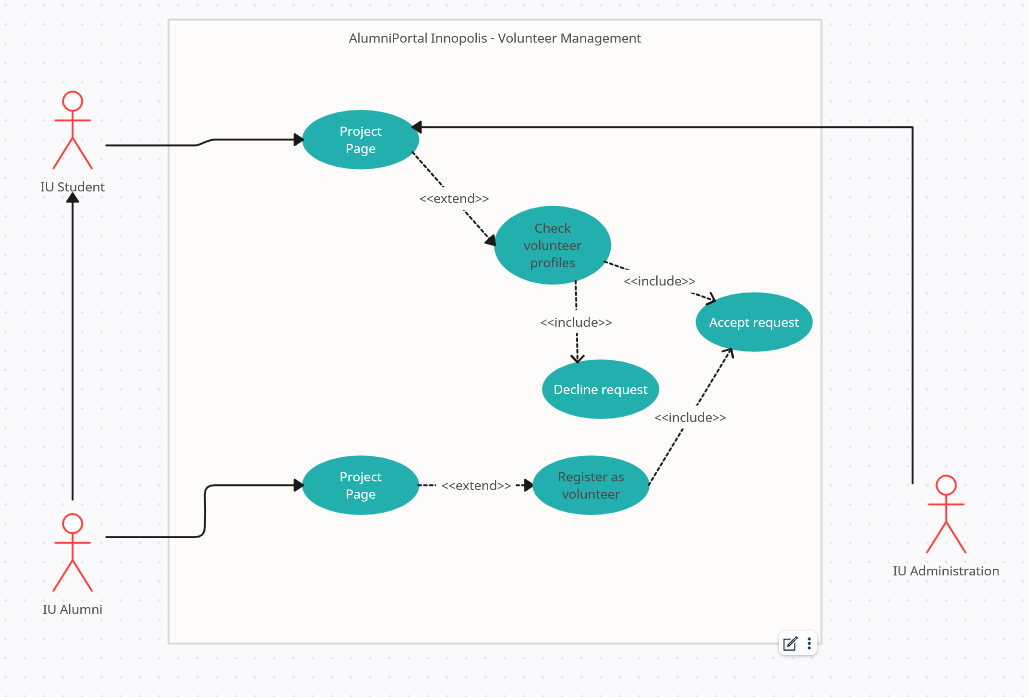 AlumniPortal Innopolis - Volunteer Management
Project
Page
IU Student
<<extend>>
Check
volunteer
profiles
<<include>>
<<include>>
Accept request
Decline request
<<include>>
Project
Page
<<extend>>
Register as
volunteer
IU Administration
IU Alumni